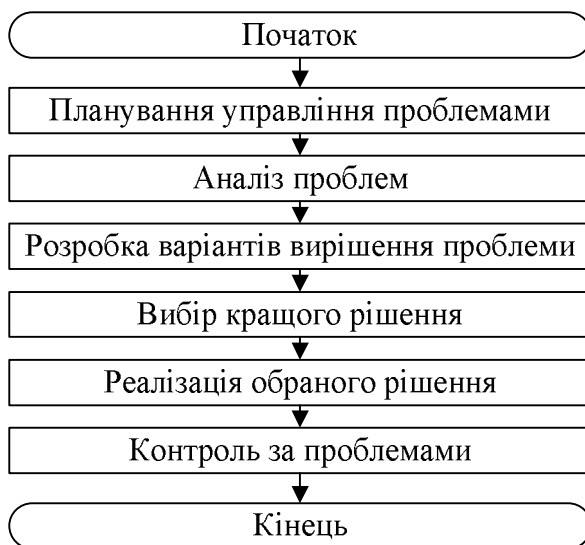 Початок
Планування управління проблемами
Аналіз проблем
Розробка варіантів вирішення проблеми
Вибір кращого рішення
Реалізація обраного рішення
Контроль за проблемами
Кінець